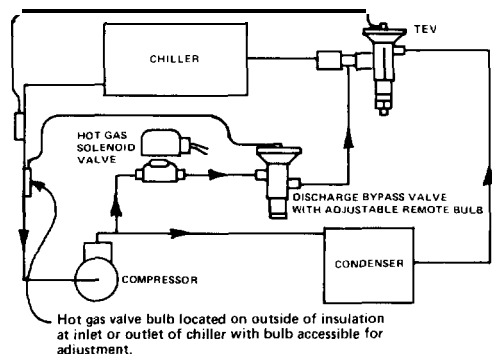 TEV
CHILLER
HOT GAS
SOLENOID
VALVE
DISCHARGE BYPASS VALVE
WITH ADJUSTABLE REMOTE BULB
CONDENSER
COMPRESSOR
Hot gas valve bulb located on outside of insulation
at inlet or outlet of chiller with bulb accessible for
adjustment.